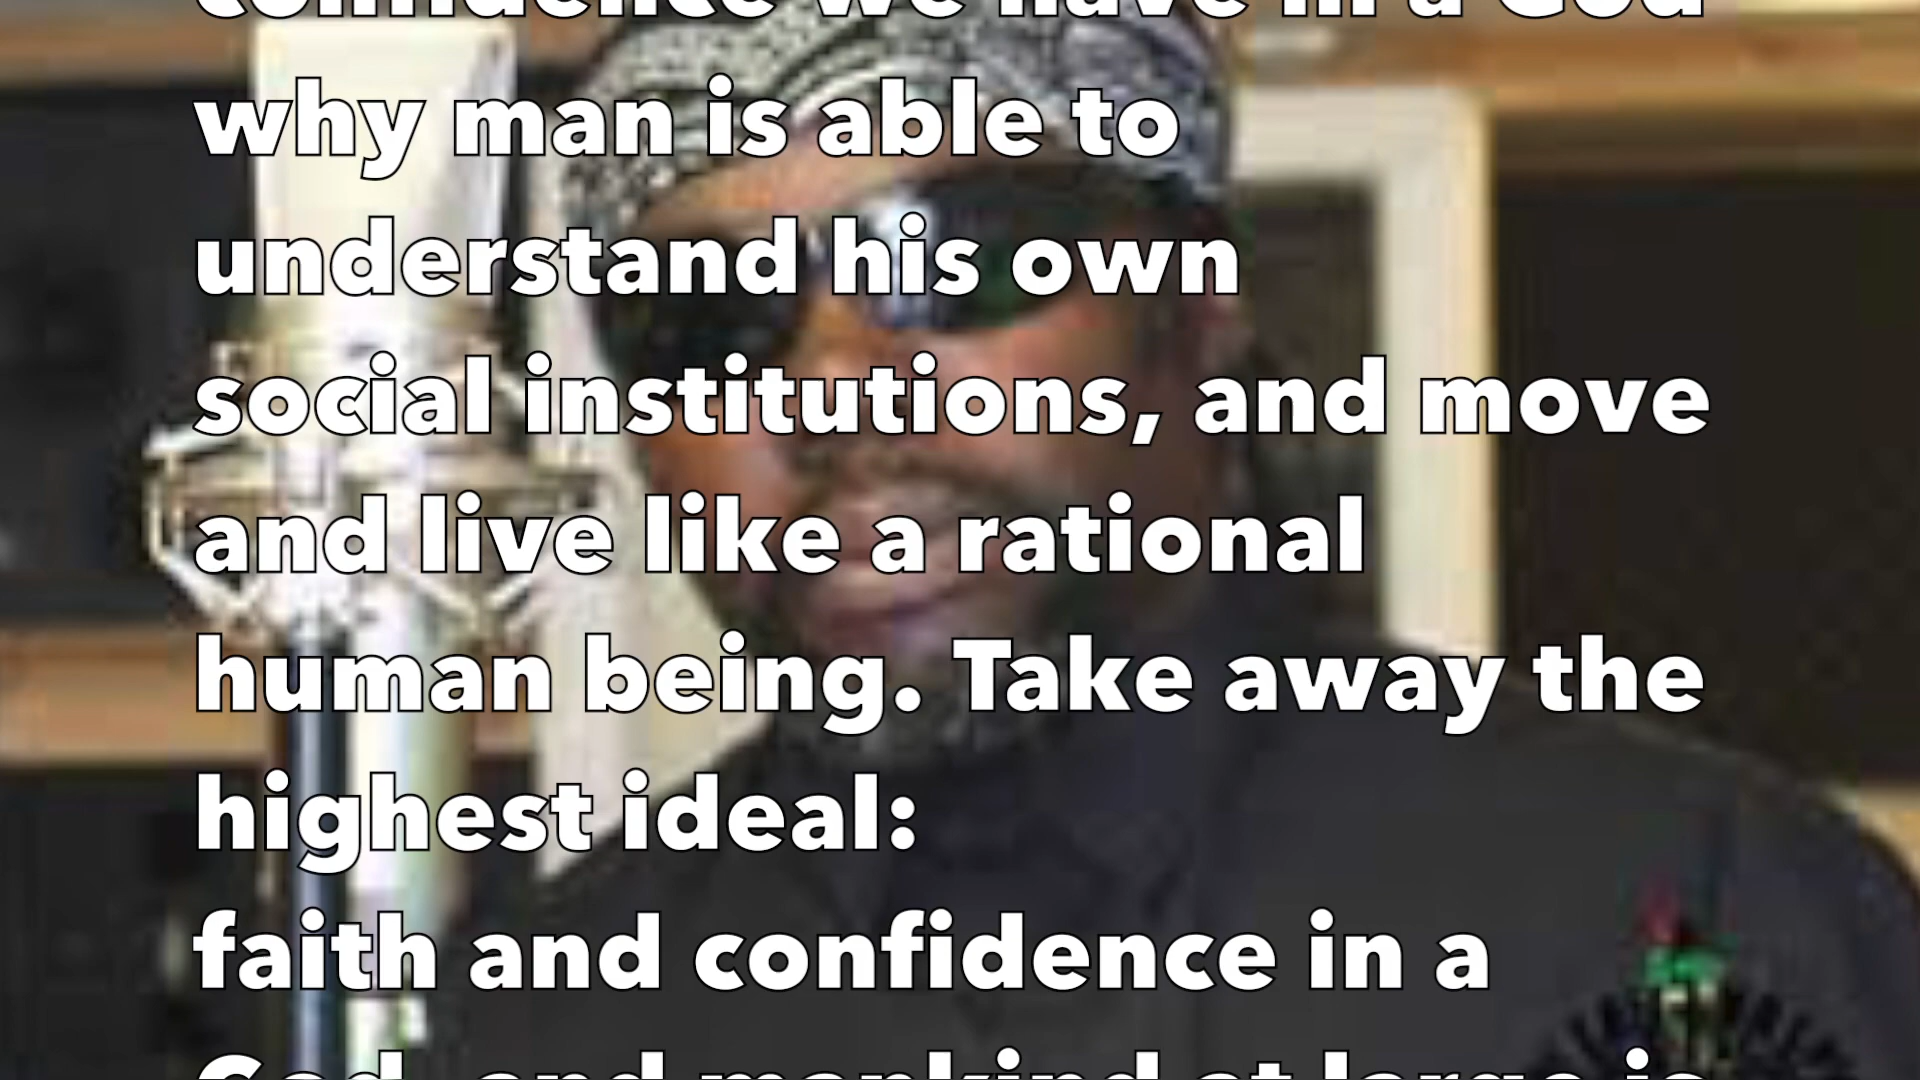 confidence we have in a God
why man is able to
understand his own
social institutions, and move
and live like a rational
human being. Take away the
highest ideal:
faith and confidence in a
God, and mankind at large is